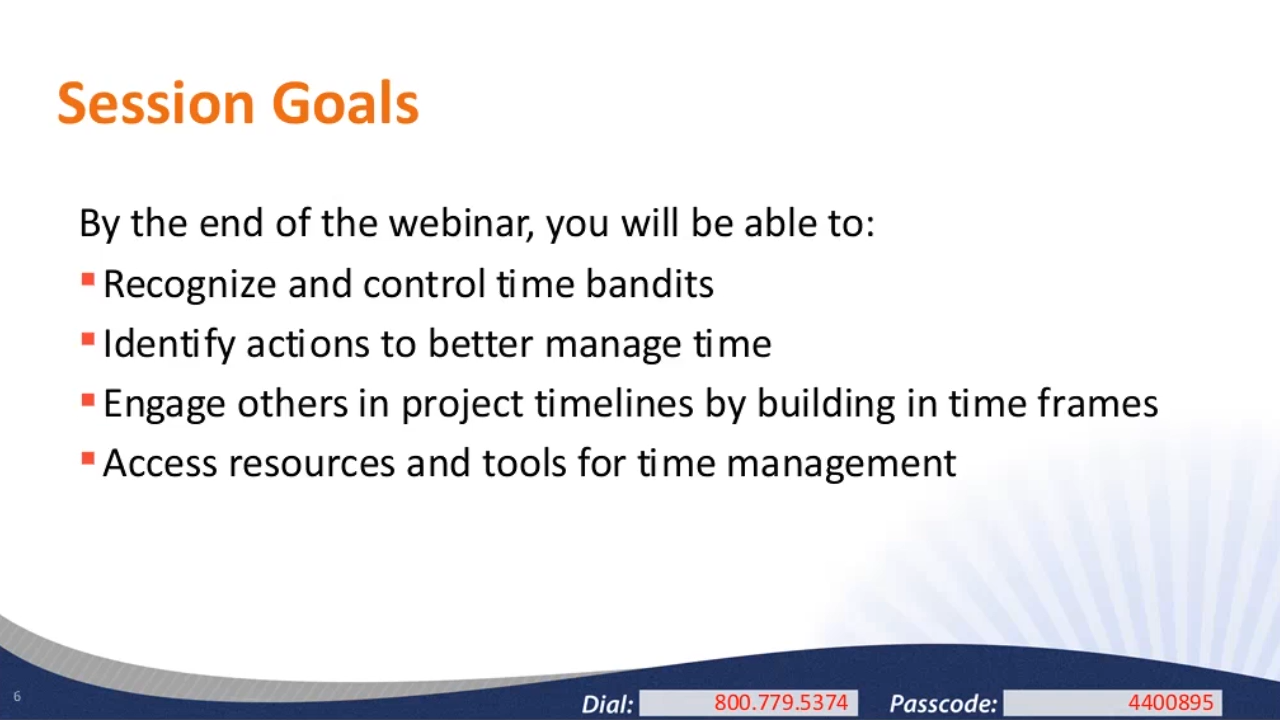 Session Goals
By the end of the webinar, you will be able to:
Recognize and control time bandits
Identify actions to better manage time
Engage others in project timelines by building in time frames
Access resources and tools for time management
6
Dial: 800.779.5374 Passcode: 4400895